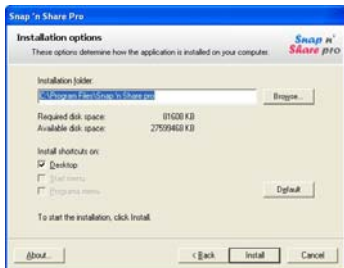 Snap 'n Share Pro
Installation options
These options determine how the application is installed on your computer.
Snap n'
Share pro
Installation folder:
C:\Program Files\Snap 'n Share pro
Browse...
Required disk space: 81608 KB
Available disk space: 27599468 KB
Install shortcuts on:
Desktop
Start menu
Programs menu
Default
To start the installation, click Install.
About...
< Back
Install
Cancel